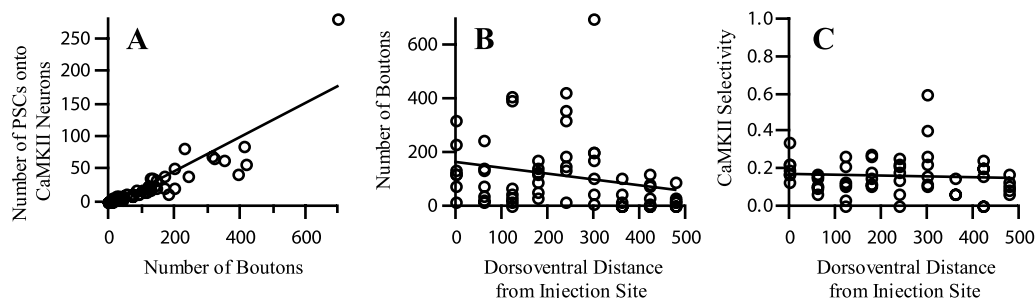 A
Number of PSCs onto
CaMKII Neurons
250
200
150
100
50
0
0
200
400
600
Number of Boutons
B
Number of Boutons
600
400
200
0
0
100
200
300
400
500
Dorsoventral Distance
from Injection Site
C
CaMKII Selectivity
1.0
0.8
0.6
0.4
0.2
0.0
0
100
200
300
400
500
Dorsoventral Distance
from Injection Site